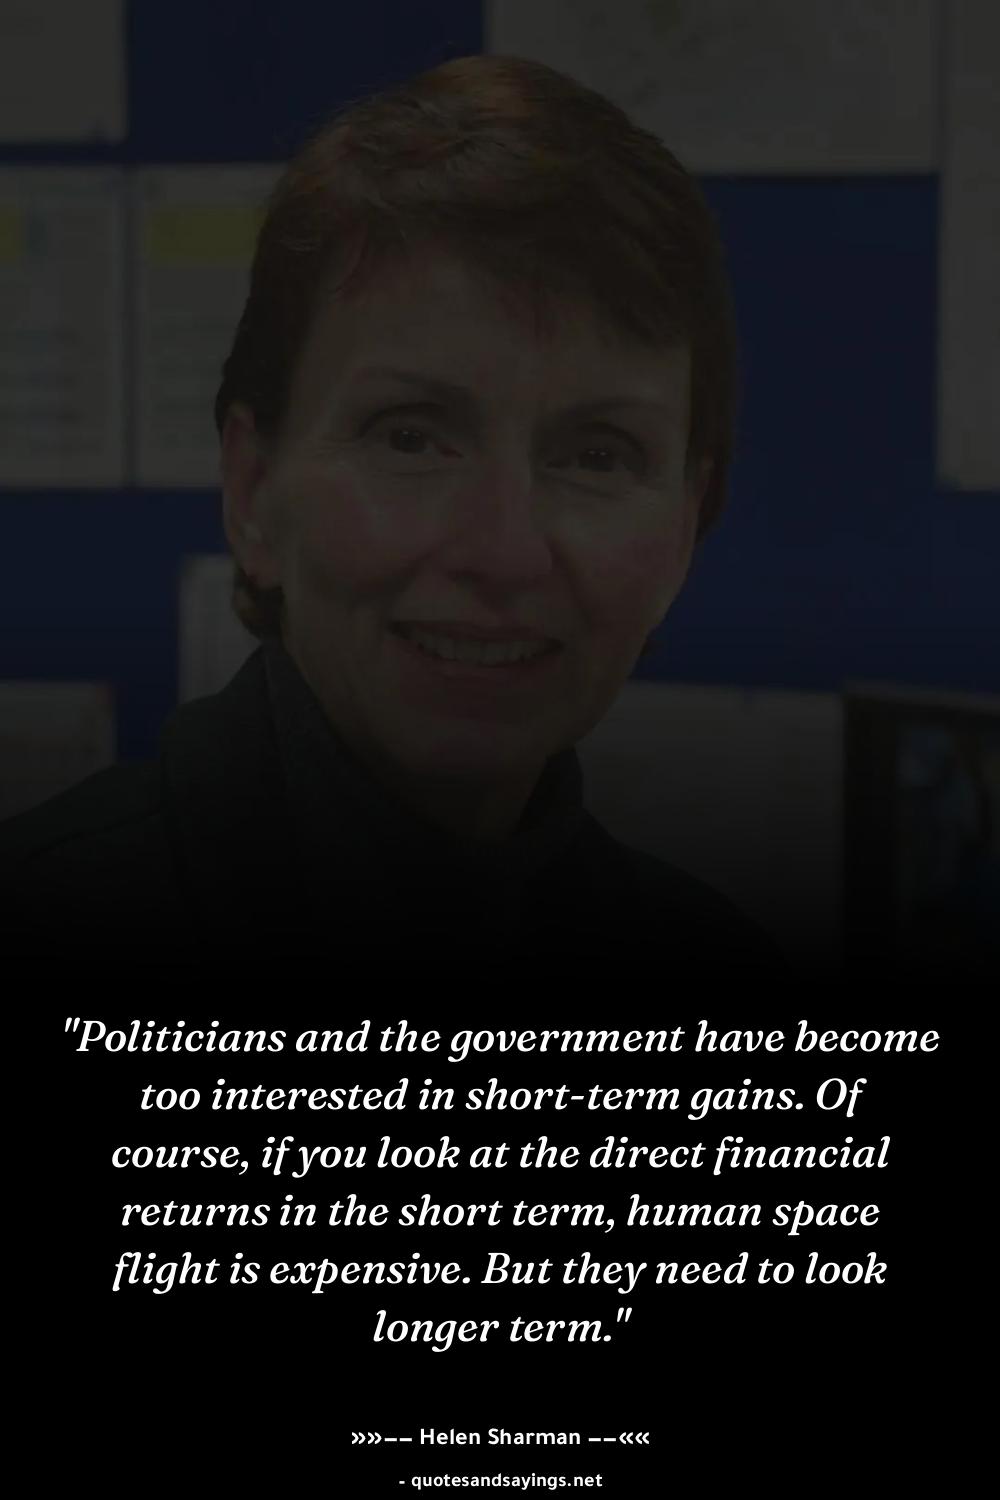 "Politicians and the government have become
too interested in short-term gains. Of
course, if you look at the direct financial
returns in the short term, human space
flight is expensive. But they need to look
longer term."
»»−− Helen Sharman −−««
- quotesandsayings.net